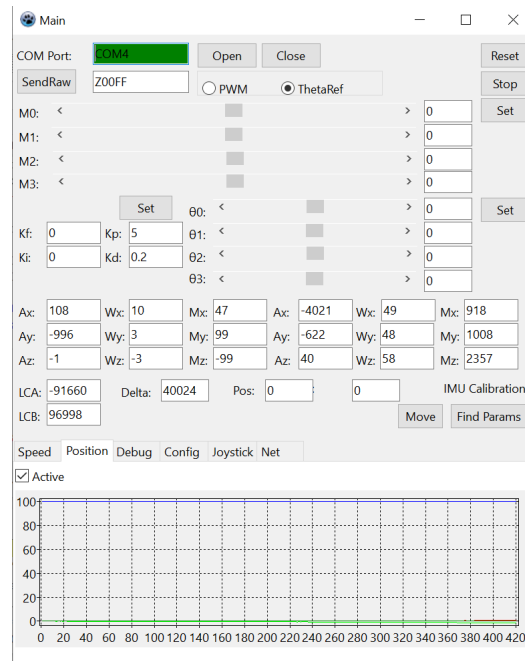 Main
COM Port: COM4 Open Close Reset
SendRaw Z00FF PWM ThetaRef Stop
M0: 0 Set
M1: 0
M2: 0
M3: 0
Set θ0: 0 Set
Kf: 0 Kp: 5 θ1: 0
Ki: 0 Kd: 0.2 θ2: 0
θ3: 0
Ax: 108 Wx: 10 Mx: 47 Ax: -4021 Wx: 49 Mx: 918
Ay: -996 Wy: 3 My: 99 Ay: -622 Wy: 48 My: 1008
Az: -1 Wz: -3 Mz: -99 Az: 40 Wz: 58 Mz: 2357
LCA: -91660 Delta: 40024 Pos: 0 : 0 IMU Calibration
LCB: 96998 Move Find Params
Speed Position Debug Config Joystick Net
Active
100
80
60
40
20
0
0 20 40 60 80 100 120 140 160 180 200 220 240 260 280 300 320 340 360 380 400 420